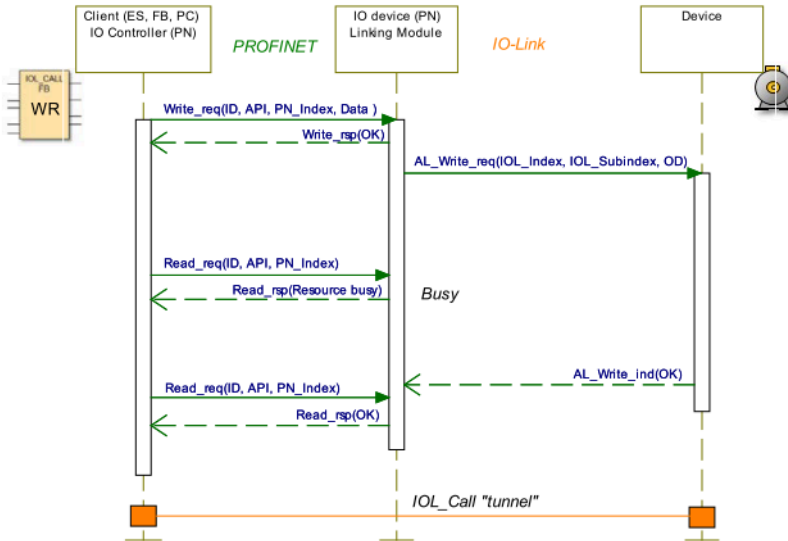 Client (ES, FB, PC)
IO Controller (PN)
PROFINET
IO device (PN)
Linking Module
IO-Link
Device
IOL_CALL
FB
WR
Write_req(ID, API, PN_Index, Data )
Write_rsp(OK)
AL_Write_req(IOL_Index, IOL_Subindex, OD)
Read_req(ID, API, PN_Index)
Read_rsp(Resource busy)
Busy
AL_Write_ind(OK)
Read_req(ID, API, PN_Index)
Read_rsp(OK)
IOL_Call "tunnel"